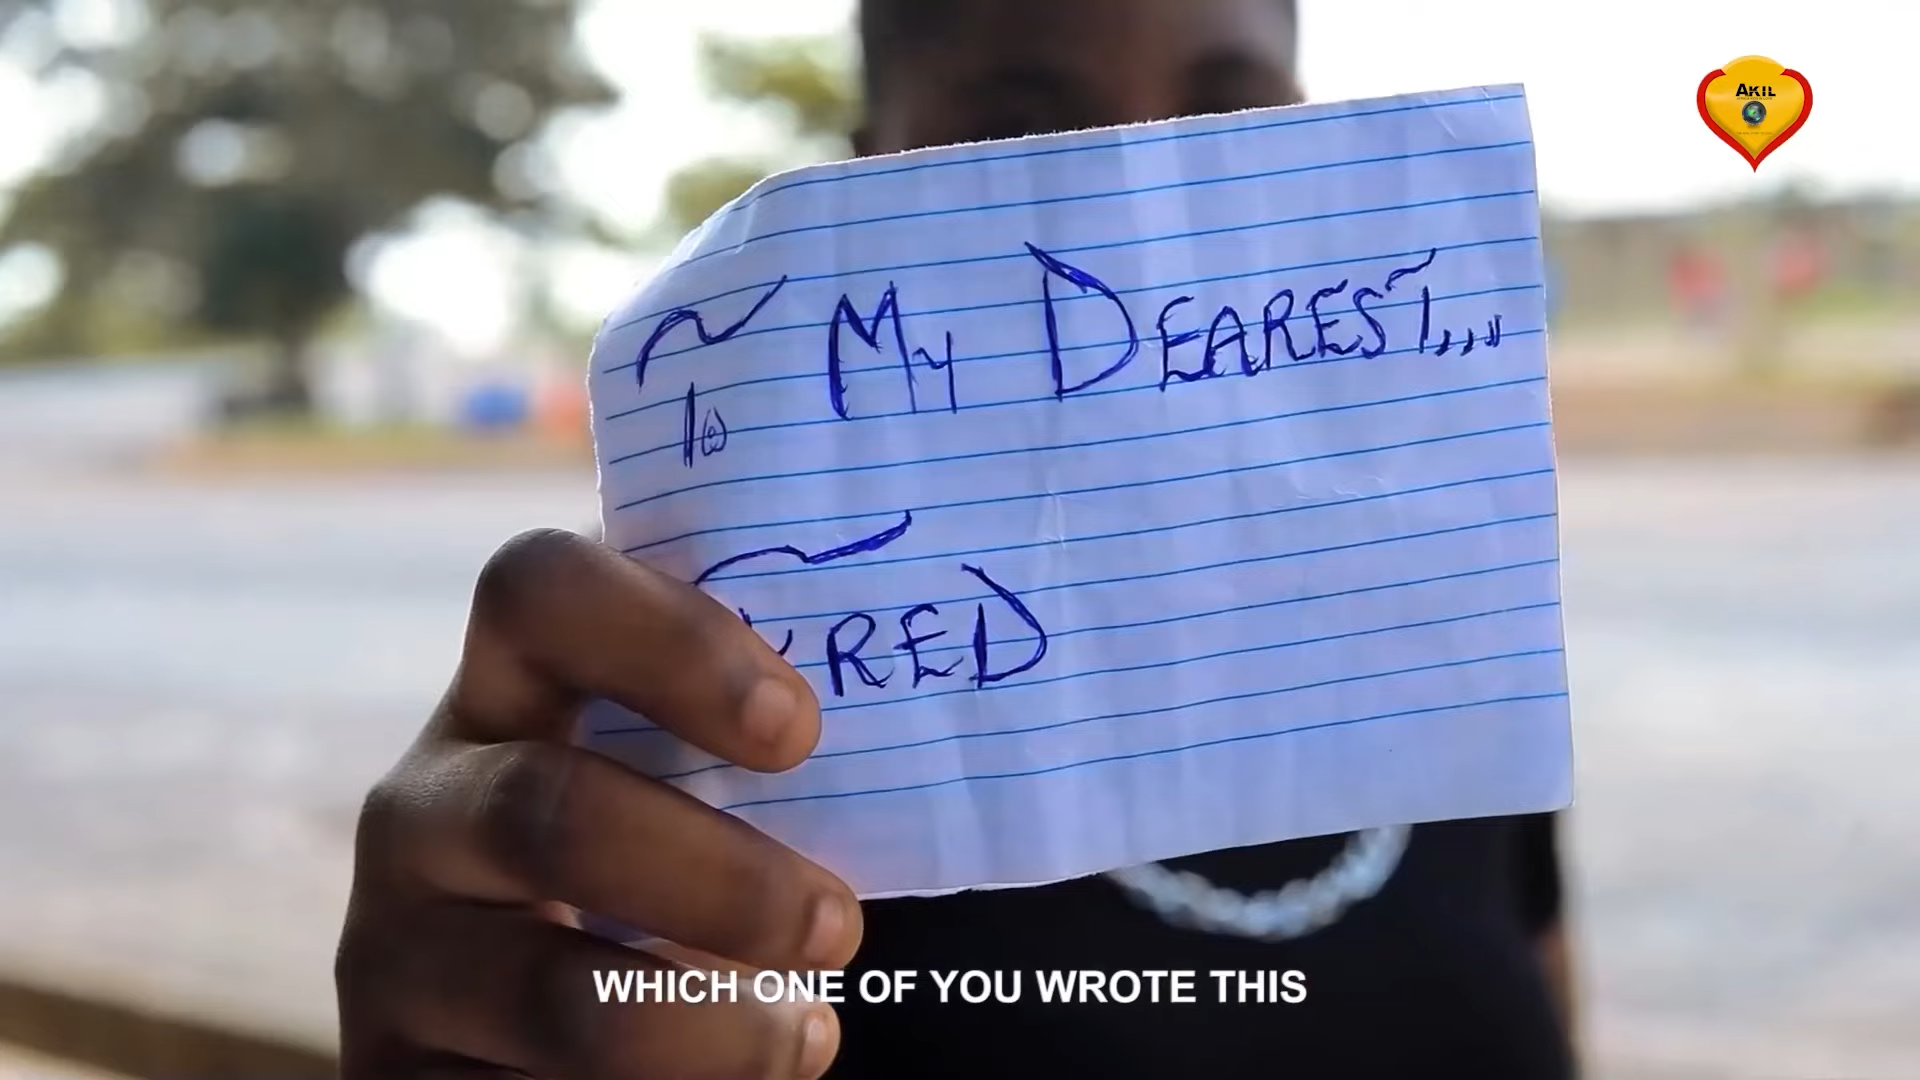 AKIL
To My DEAREST,,,,
RED
WHICH ONE OF YOU WROTE THIS